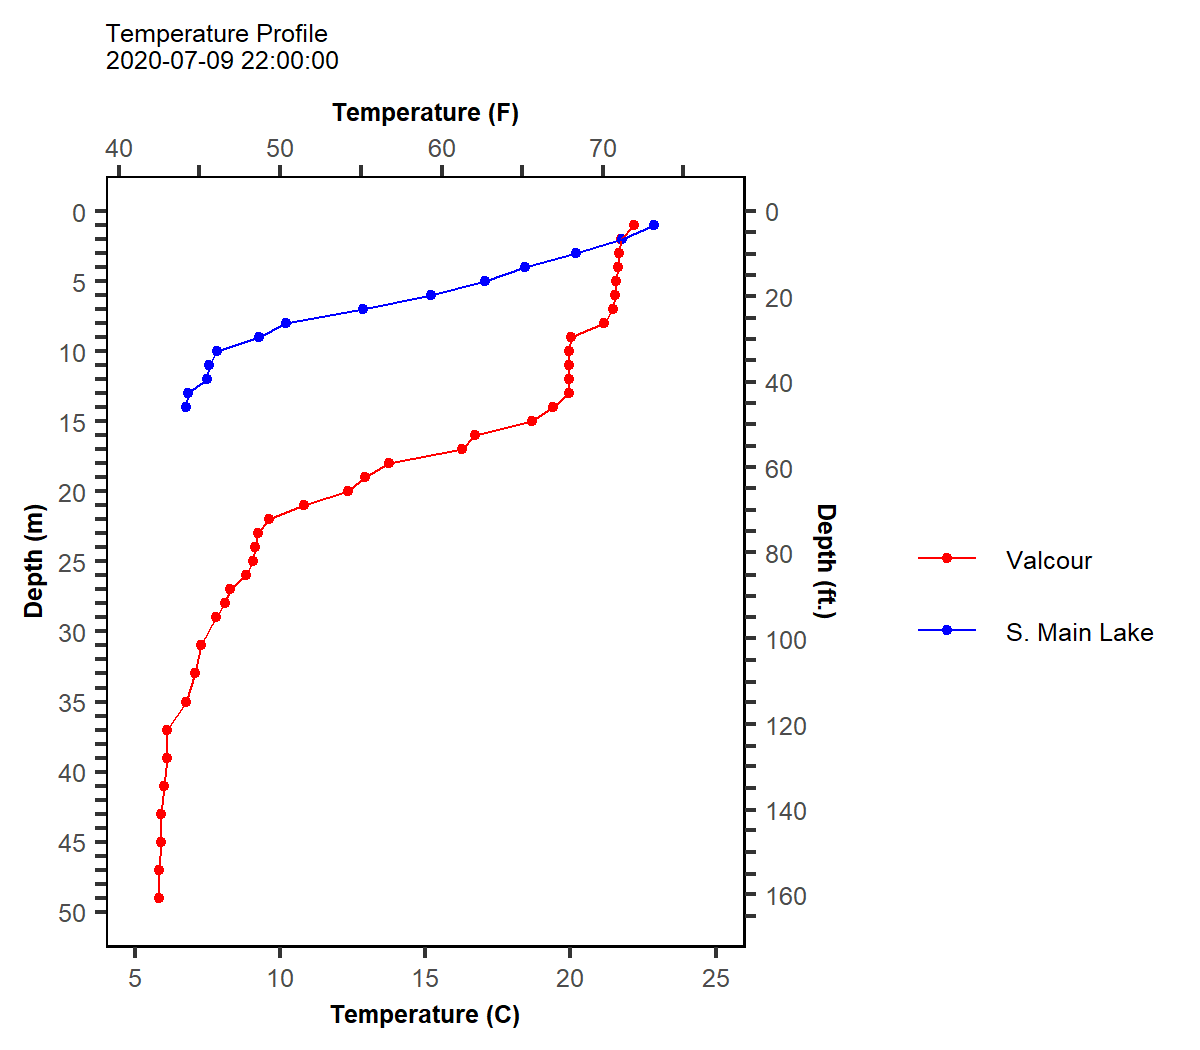 Temperature Profile
2020-07-09 22:00:00
Temperature (F)
40 50 60 70
0
5
10
15
20
25
30
35
40
45
50
Depth (m)
0
20
40
60
80
100
120
140
160
Depth (ft.)
Valcour
S. Main Lake
5 10 15 20 25
Temperature (C)